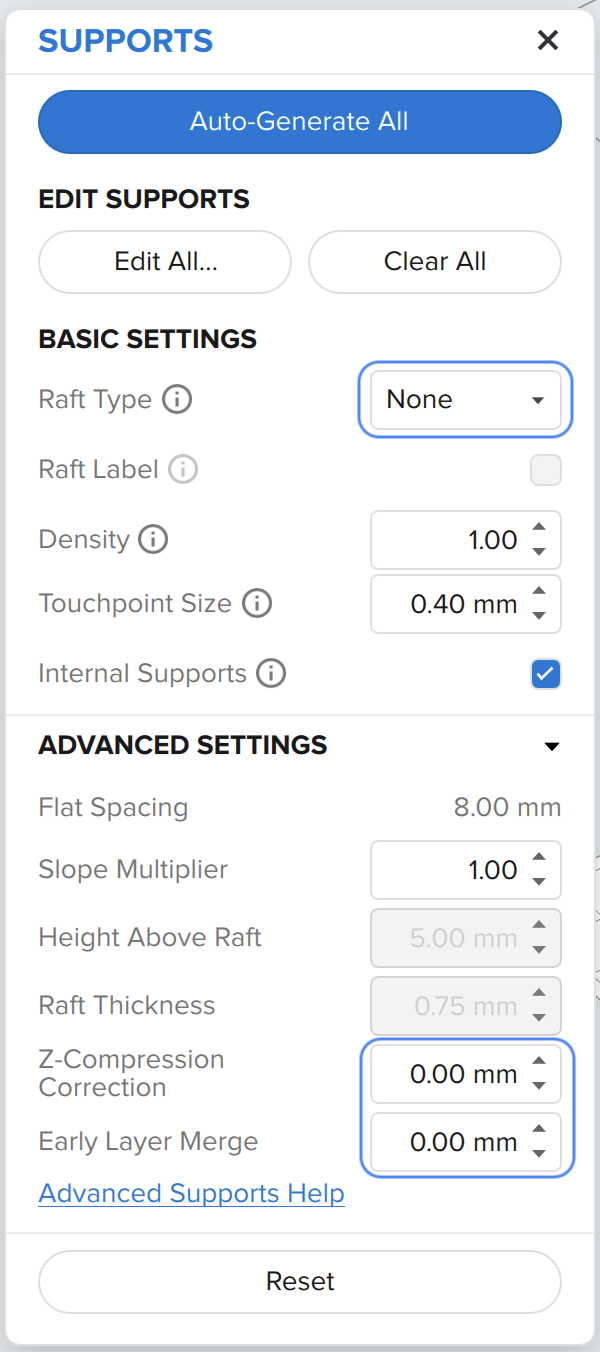 SUPPORTS
Auto-Generate All
EDIT SUPPORTS
Edit All...
Clear All
BASIC SETTINGS
Raft Type
None
Raft Label
Density
1.00
Touchpoint Size
0.40 mm
Internal Supports
ADVANCED SETTINGS
Flat Spacing
8.00 mm
Slope Multiplier
1.00
Height Above Raft
5.00 mm
Raft Thickness
0.75 mm
Z-Compression
Correction
0.00 mm
Early Layer Merge
0.00 mm
Advanced Supports Help
Reset